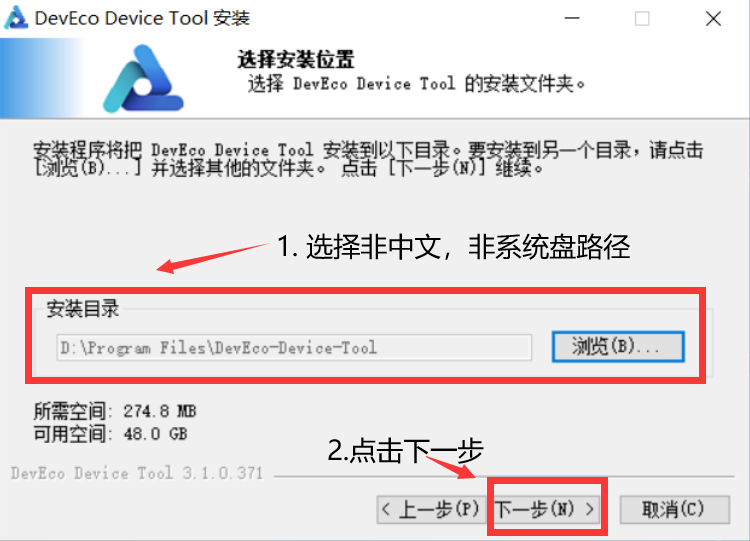 DevEco Device Tool 安装
选择安装位置
选择 DevEco Device Tool 的安装文件夹。
安装程序将把 DevEco Device Tool 安装到以下目录。要安装到另一个目录，请点击
[浏览(B)...] 并选择其他的文件夹。 点击 [下一步(N)] 继续。
1. 选择非中文，非系统盘路径
安装目录
D:\Program Files\DevEco-Device-Tool
浏览(B)...
所需空间: 274.8 MB
可用空间: 48.0 GB
2.点击下一步
DevEco Device Tool 3.1.0.371
< 上一步(P)
下一步(N) >
取消(C)